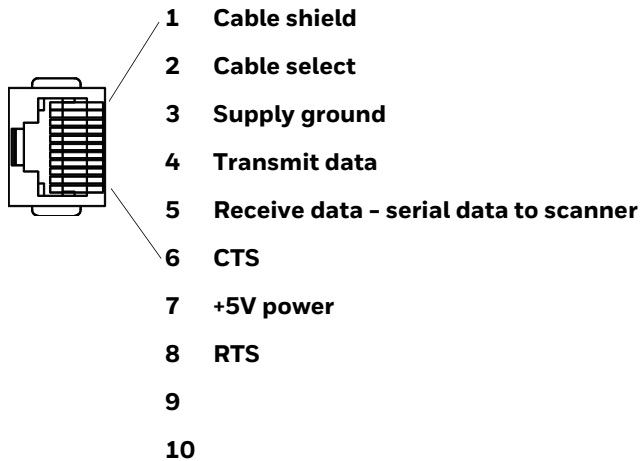 1 Cable shield
2 Cable select
3 Supply ground
4 Transmit data
5 Receive data - serial data to scanner
6 CTS
7 +5V power
8 RTS
9
10